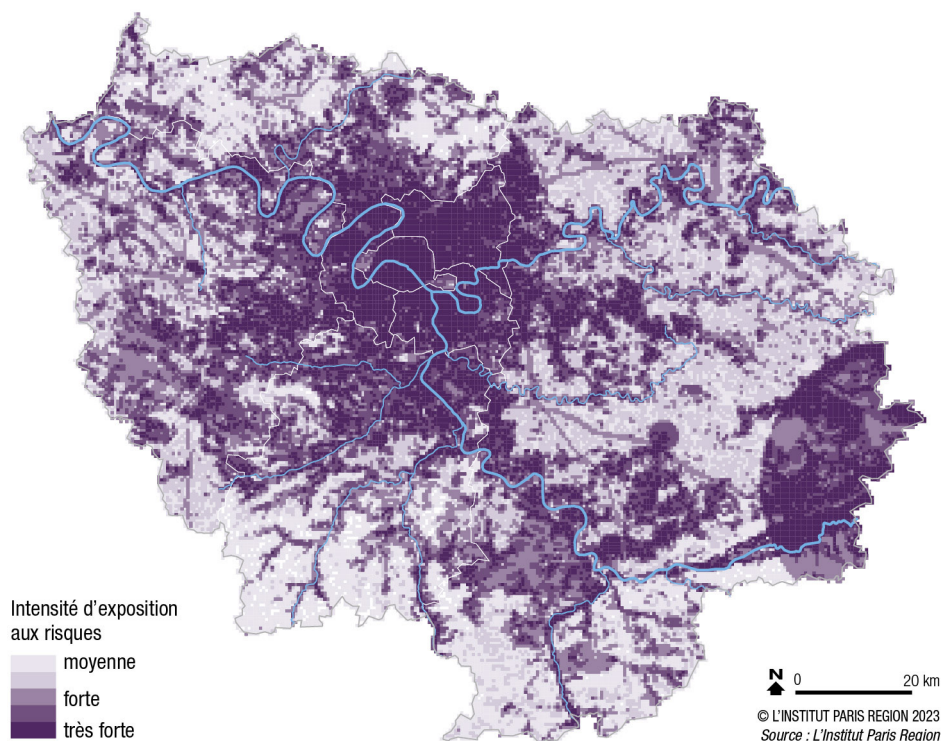 Intensité d’exposition
aux risques
moyenne
forte
très forte
N
0 20 km
© L’INSTITUT PARIS REGION 2023
Source : L’Institut Paris Region